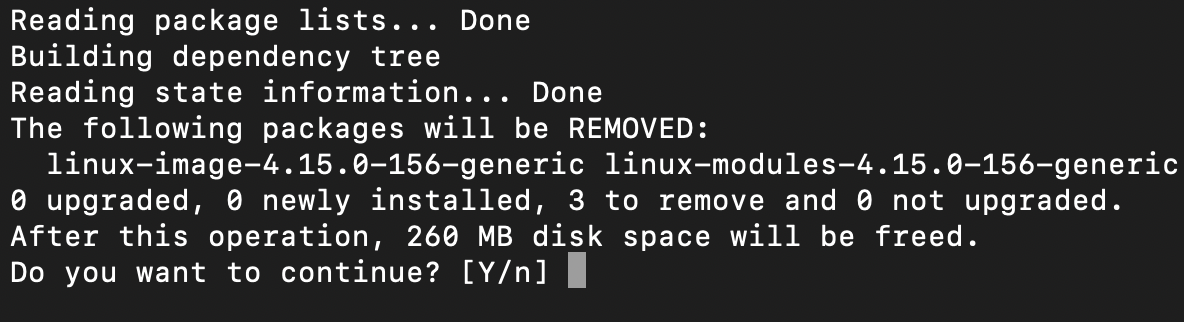 Reading package lists... Done
Building dependency tree
Reading state information... Done
The following packages will be REMOVED:
  linux-image-4.15.0-156-generic linux-modules-4.15.0-156-generic
0 upgraded, 0 newly installed, 3 to remove and 0 not upgraded.
After this operation, 260 MB disk space will be freed.
Do you want to continue? [Y/n]